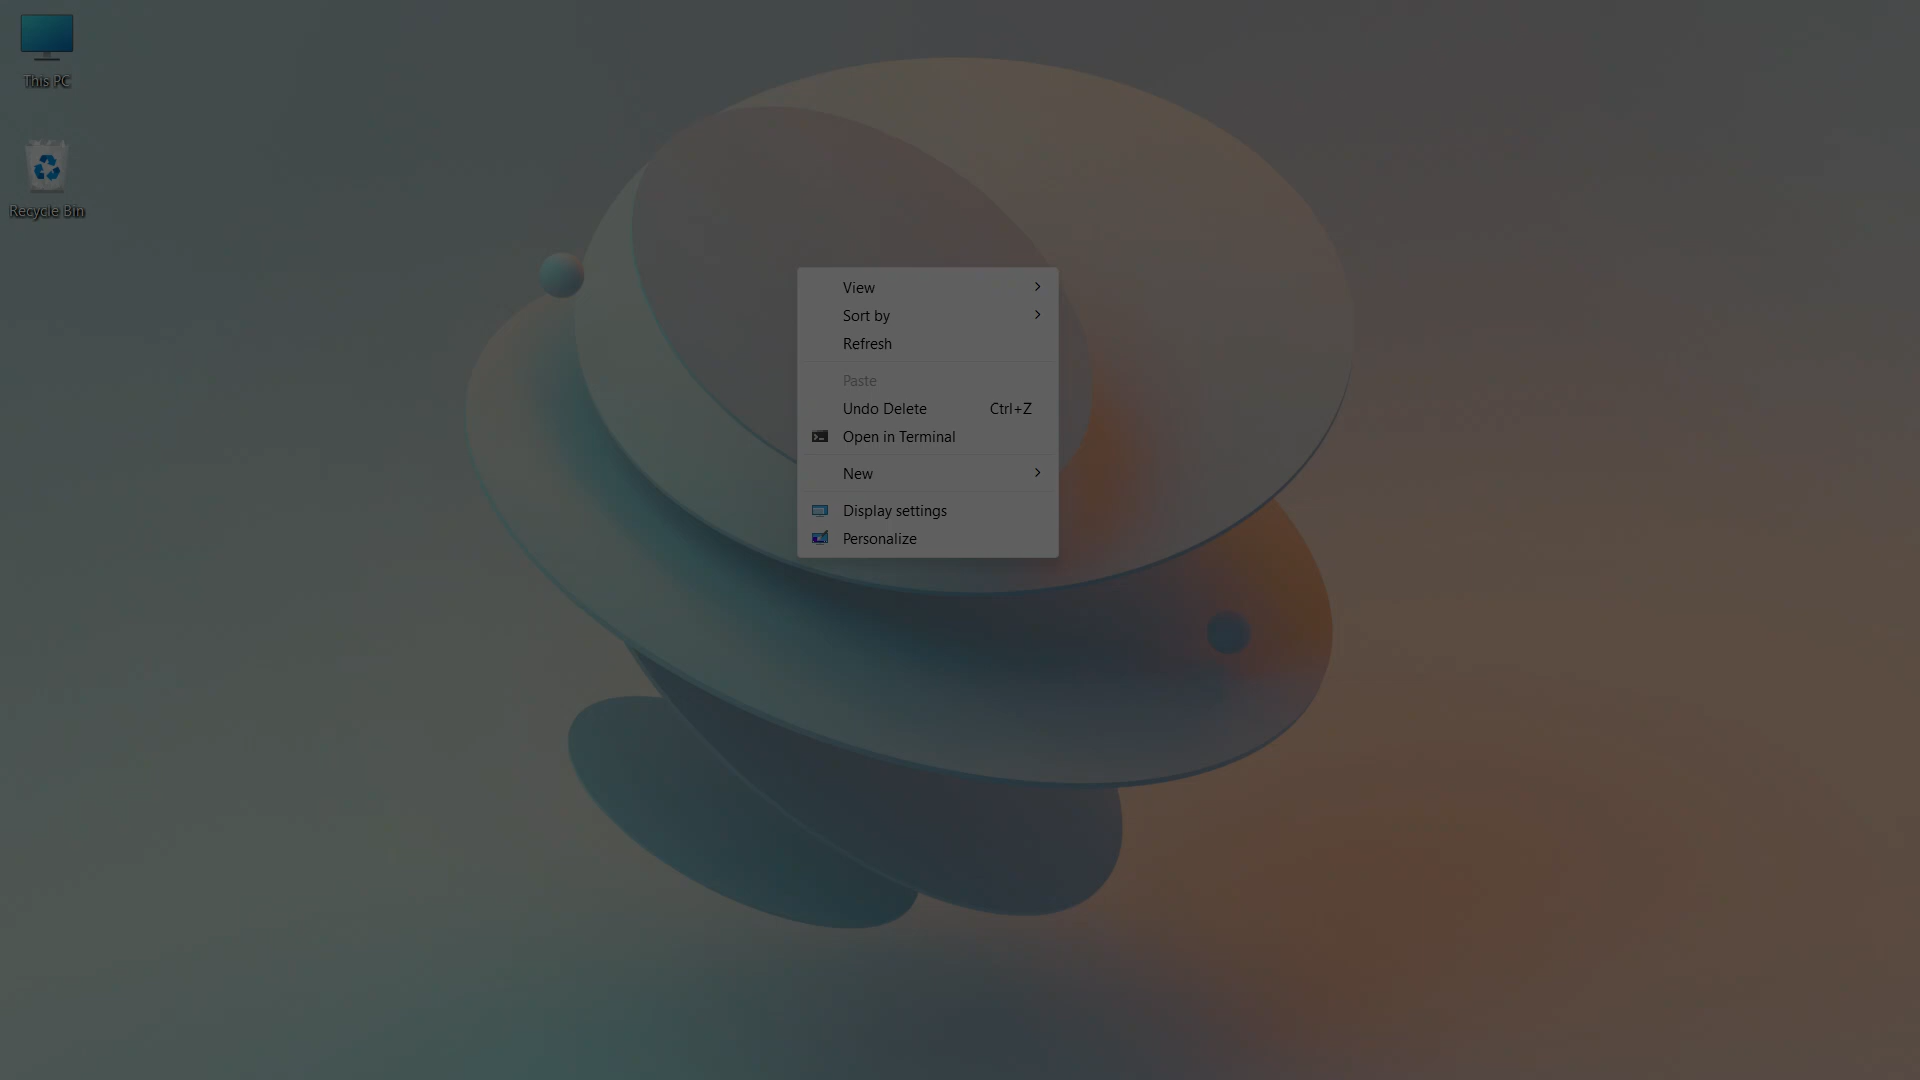 This PC
Recycle Bin
View
Sort by
Refresh
Paste
Undo Delete Ctrl+Z
Open in Terminal
New
Display settings
Personalize